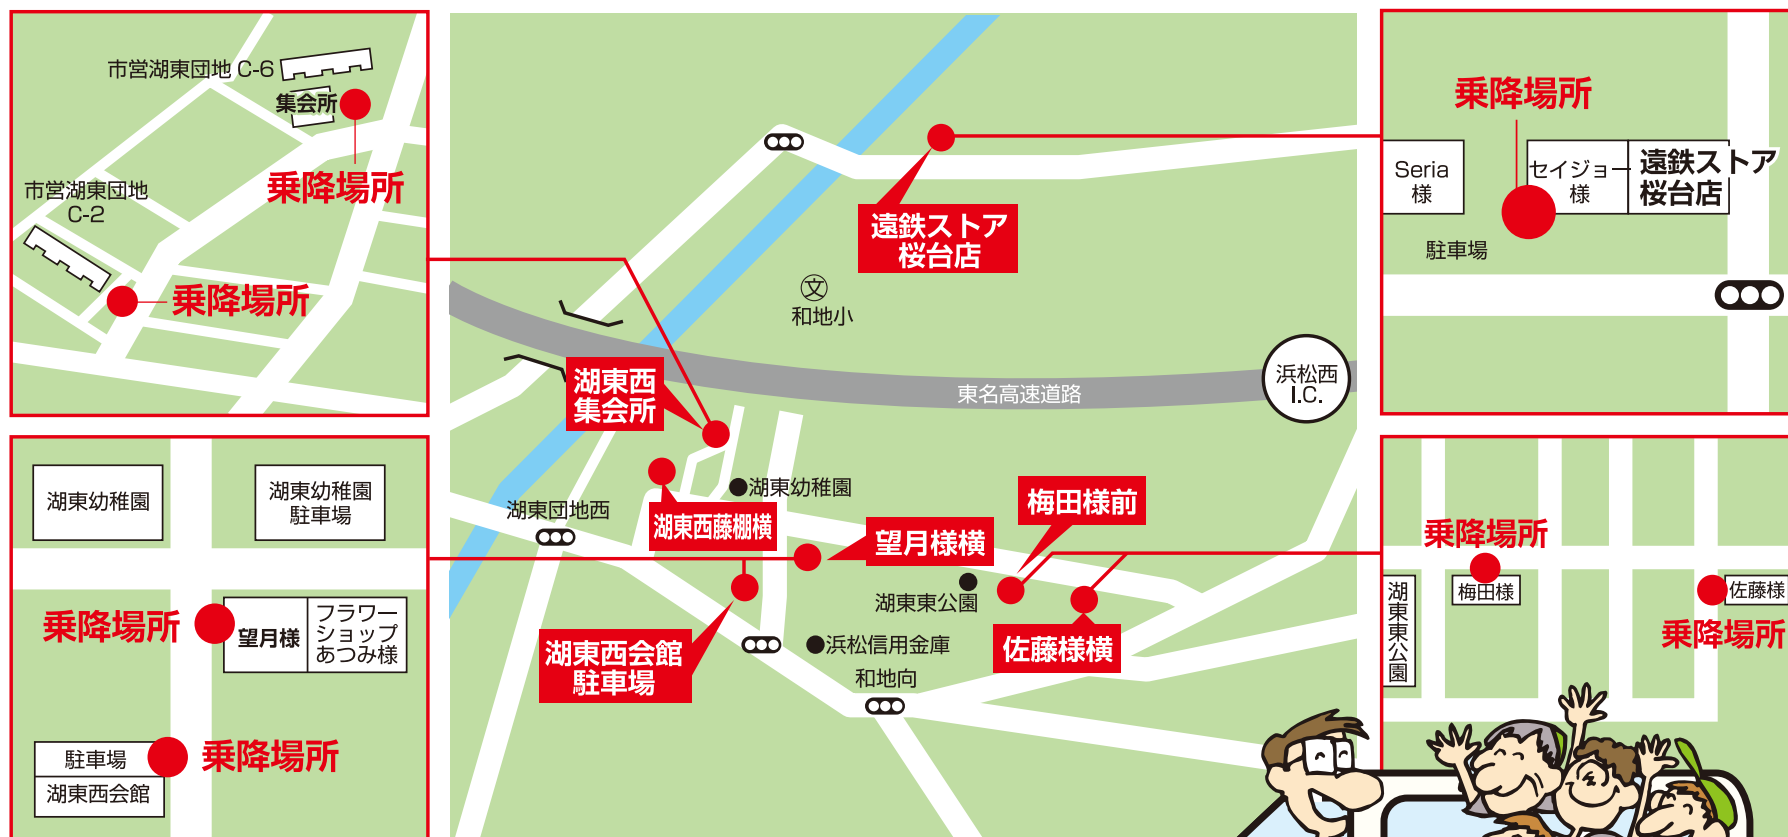 市営湖東団地 C-6
集会所
乗降場所
市営湖東団地
C-2
乗降場所
湖東幼稚園
湖東幼稚園
駐車場
乗降場所
望月様
フラワー
ショップ
あつみ様
駐車場
湖東西会館
乗降場所
遠鉄ストア
桜台店
文
和地小
東名高速道路
浜松西
I.C.
湖東西
集会所
湖東団地西
湖東西藤棚横
湖東幼稚園
望月様横
梅田様前
湖東東公園
佐藤様横
湖東西会館
駐車場
浜松信用金庫
和地向
乗降場所
Seria
様
セイジョー
様
遠鉄ストア
桜台店
駐車場
乗降場所
湖東東公園
梅田様
佐藤様
乗降場所